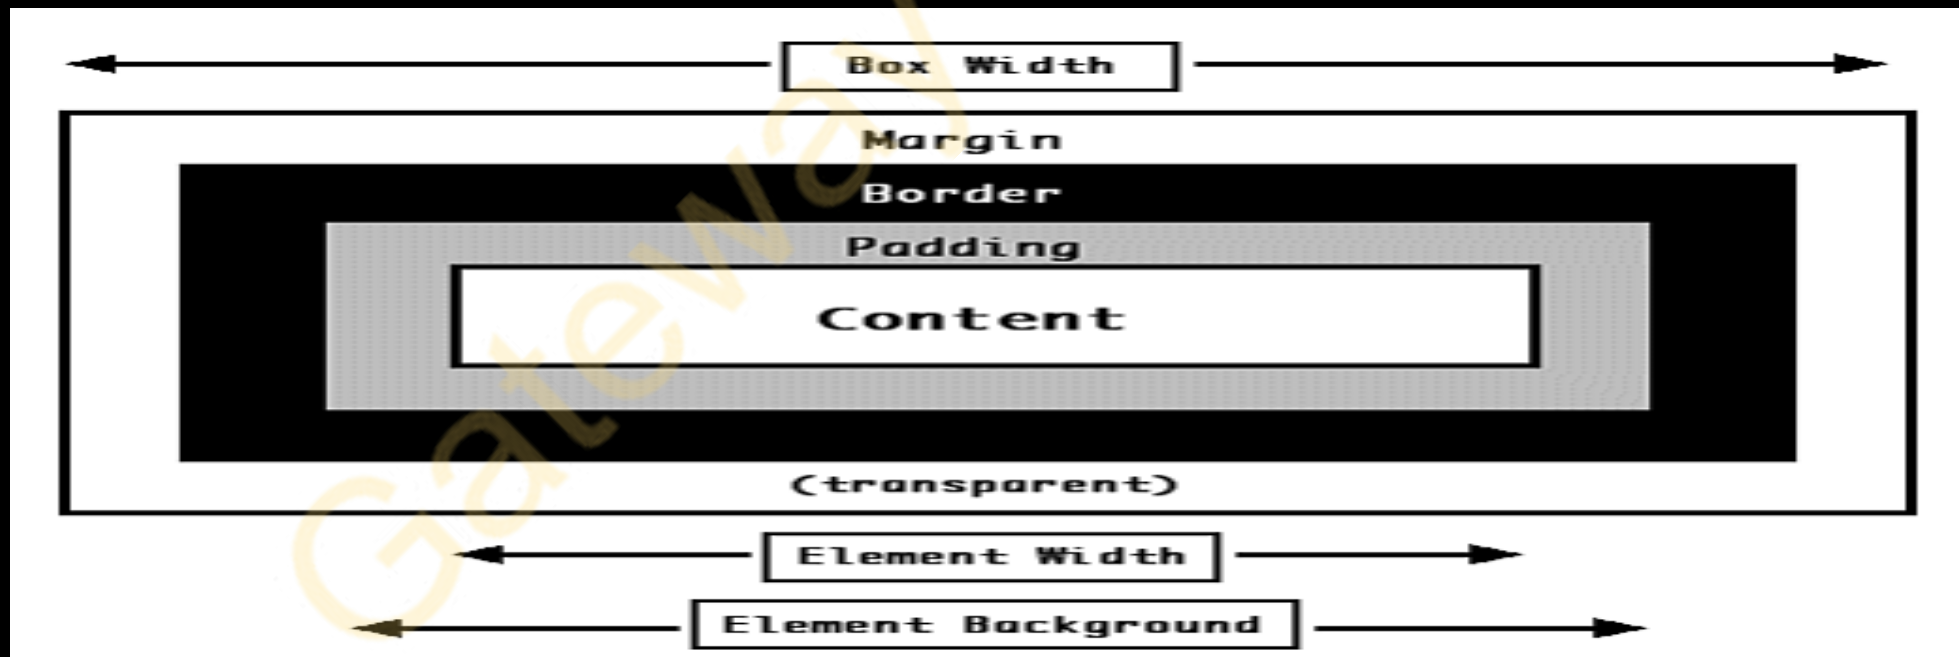 Box Width
Margin
Border
Padding
Content
(transparent)
Element Width
Element Background
Gateway